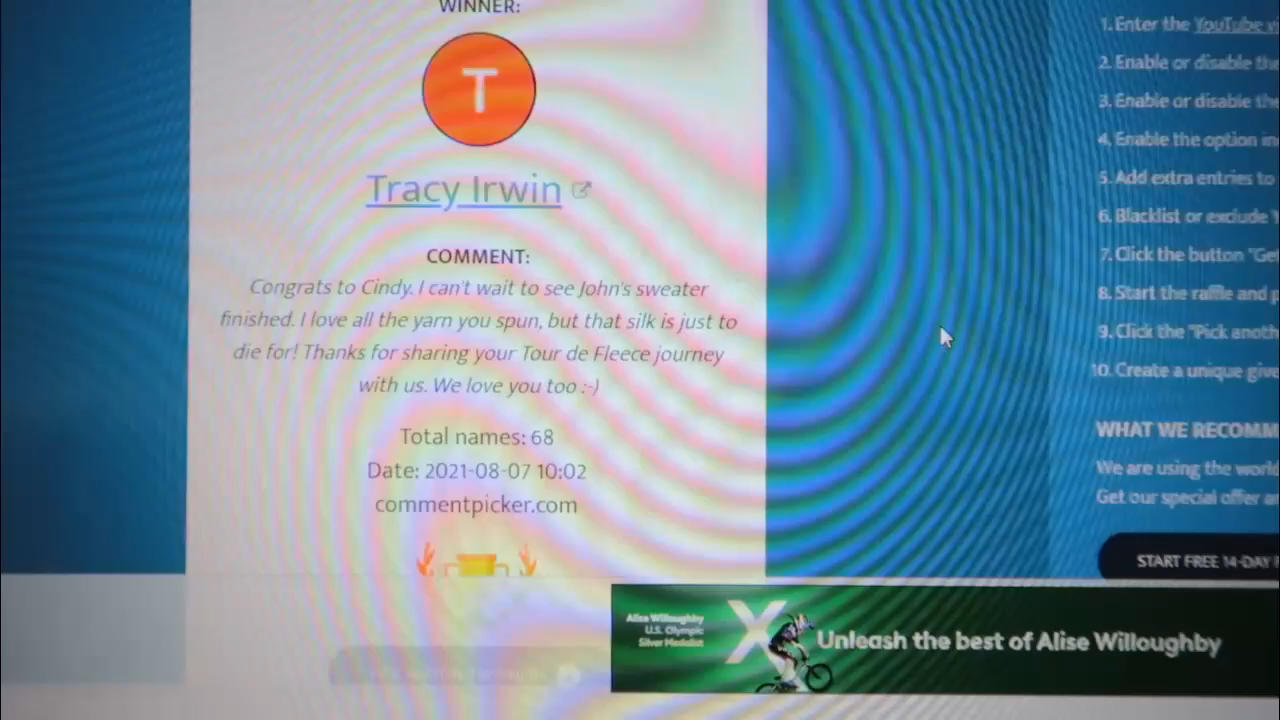 WINNER:
T
Tracy Irwin
COMMENT:
Congrats to Cindy. I can't wait to see John's sweater
finished. I love all the yarn you spun, but that silk is just to
die for! Thanks for sharing your Tour de Fleece journey
with us. We love you too :-)
Total names: 68
Date: 2021-08-07 10:02
commentpicker.com
1. Enter the YouTube
2. Enable or disable the
3. Enable or disable the
4. Enable the option in
5. Add extra entries to
6. Blacklist or exclude
7. Click the button "Ge
8. Start the raffle and
9. Click the "Pick anoth
10. Create a unique give
WHAT WE RECOMM
We are using the world
Get our special offer a
START FREE 14-DAY
Alise Willoughby
U.S. Olympic
Silver Medalist
X
Unleash the best of Alise Willoughby